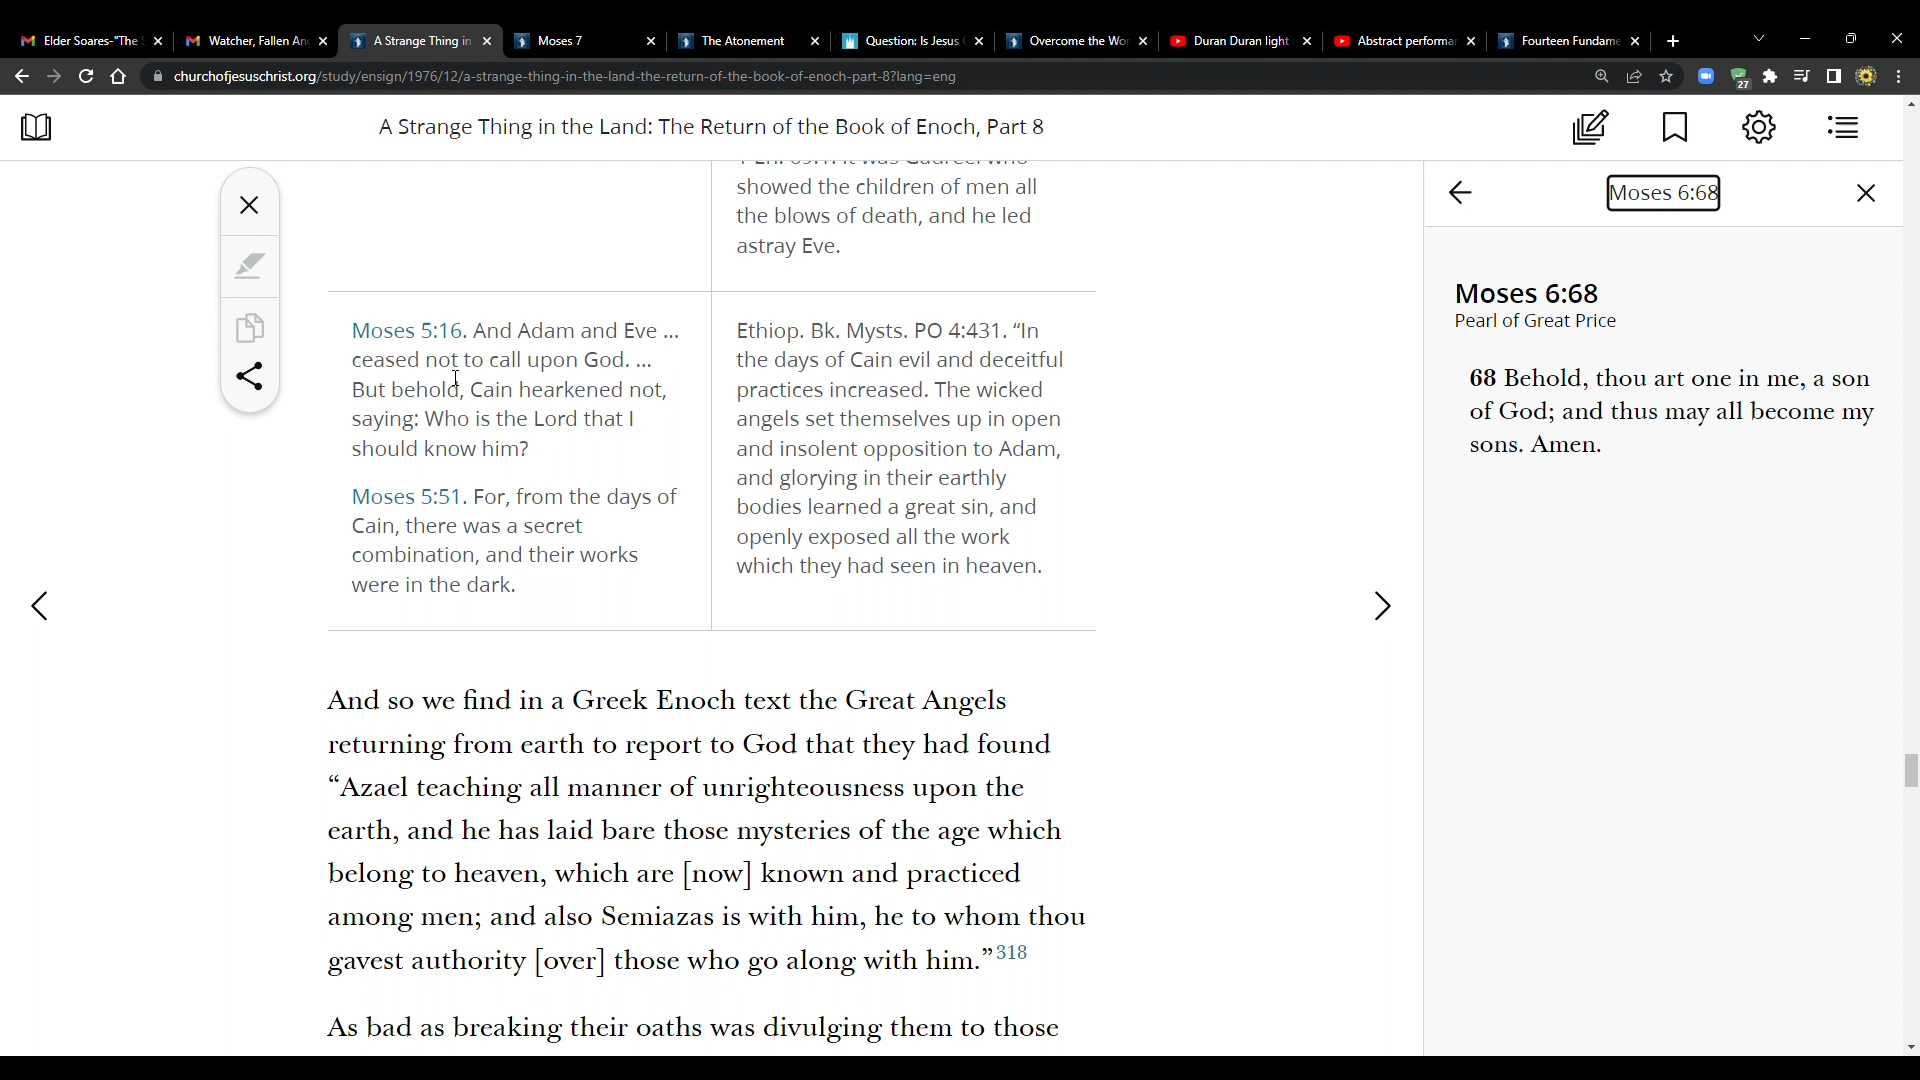 Elder Soares-"The
Watcher, Fallen An
A Strange Thing in
Moses 7
The Atonement
Question: Is Jesus
Overcome the Wor
Duran Duran light
Abstract performa
Fourteen Fundame
churchofjesuschrist.org/study/ensign/1976/12/a-strange-thing-in-the-land-the-return-of-the-book-of-enoch-part-8?lang=eng
27
A Strange Thing in the Land: The Return of the Book of Enoch, Part 8
showed the children of men all
the blows of death, and he led
astray Eve.
Moses 5:16. And Adam and Eve ...
ceased not to call upon God. ...
But behold, Cain hearkened not,
saying: Who is the Lord that I
should know him?
Moses 5:51. For, from the days of
Cain, there was a secret
combination, and their works
were in the dark.
Ethiop. Bk. Mysts. PO 4:431. “In
the days of Cain evil and deceitful
practices increased. The wicked
angels set themselves up in open
and insolent opposition to Adam,
and glorying in their earthly
bodies learned a great sin, and
openly exposed all the work
which they had seen in heaven.
And so we find in a Greek Enoch text the Great Angels
returning from earth to report to God that they had found
“Azael teaching all manner of unrighteousness upon the
earth, and he has laid bare those mysteries of the age which
belong to heaven, which are [now] known and practiced
among men; and also Semiazas is with him, he to whom thou
gavest authority [over] those who go along with him.”318
As bad as breaking their oaths was divulging them to those
Moses 6:68
Moses 6:68
Pearl of Great Price
68 Behold, thou art one in me, a son
of God; and thus may all become my
sons. Amen.